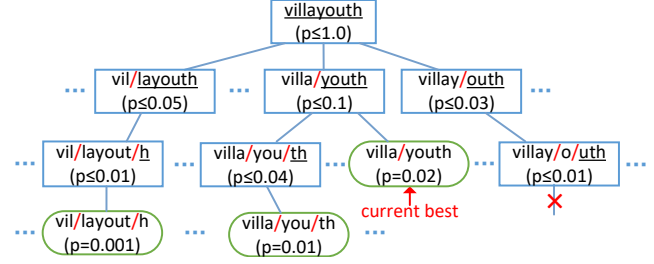 villayouth
(p≤1.0)
... vil/layouth ... villa/youth villay/outh ...
(p≤0.05) (p≤0.1) (p≤0.03)
... vil/layout/h ... villa/you/th villa/youth villay/o/uth ...
(p≤0.01) (p≤0.04) (p=0.02) (p≤0.01)
current best
vil/layout/h villa/you/th
... (p=0.001) ... (p=0.01) ...